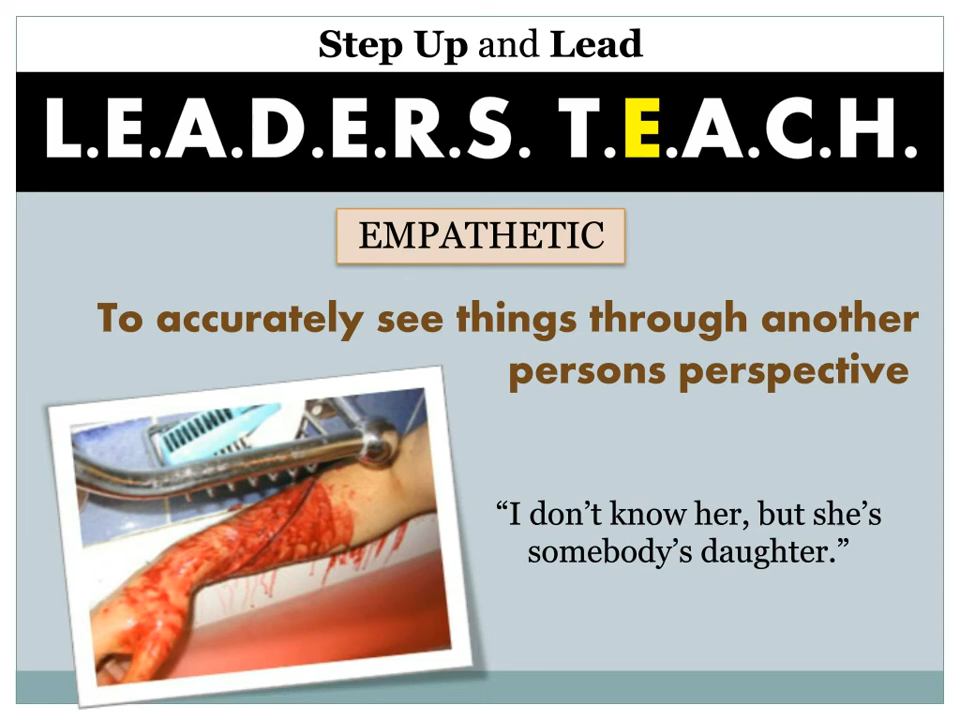 Step Up and Lead
L.E.A.D.E.R.S. T.E.A.C.H.
EMPATHETIC
To accurately see things through another
persons perspective
“I don’t know her, but she’s
somebody’s daughter.”